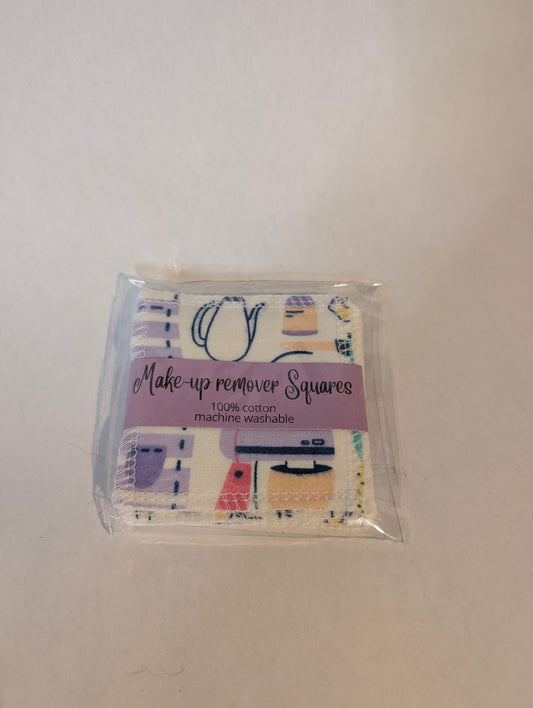 Make-up remover Squares
100% cotton
machine washable